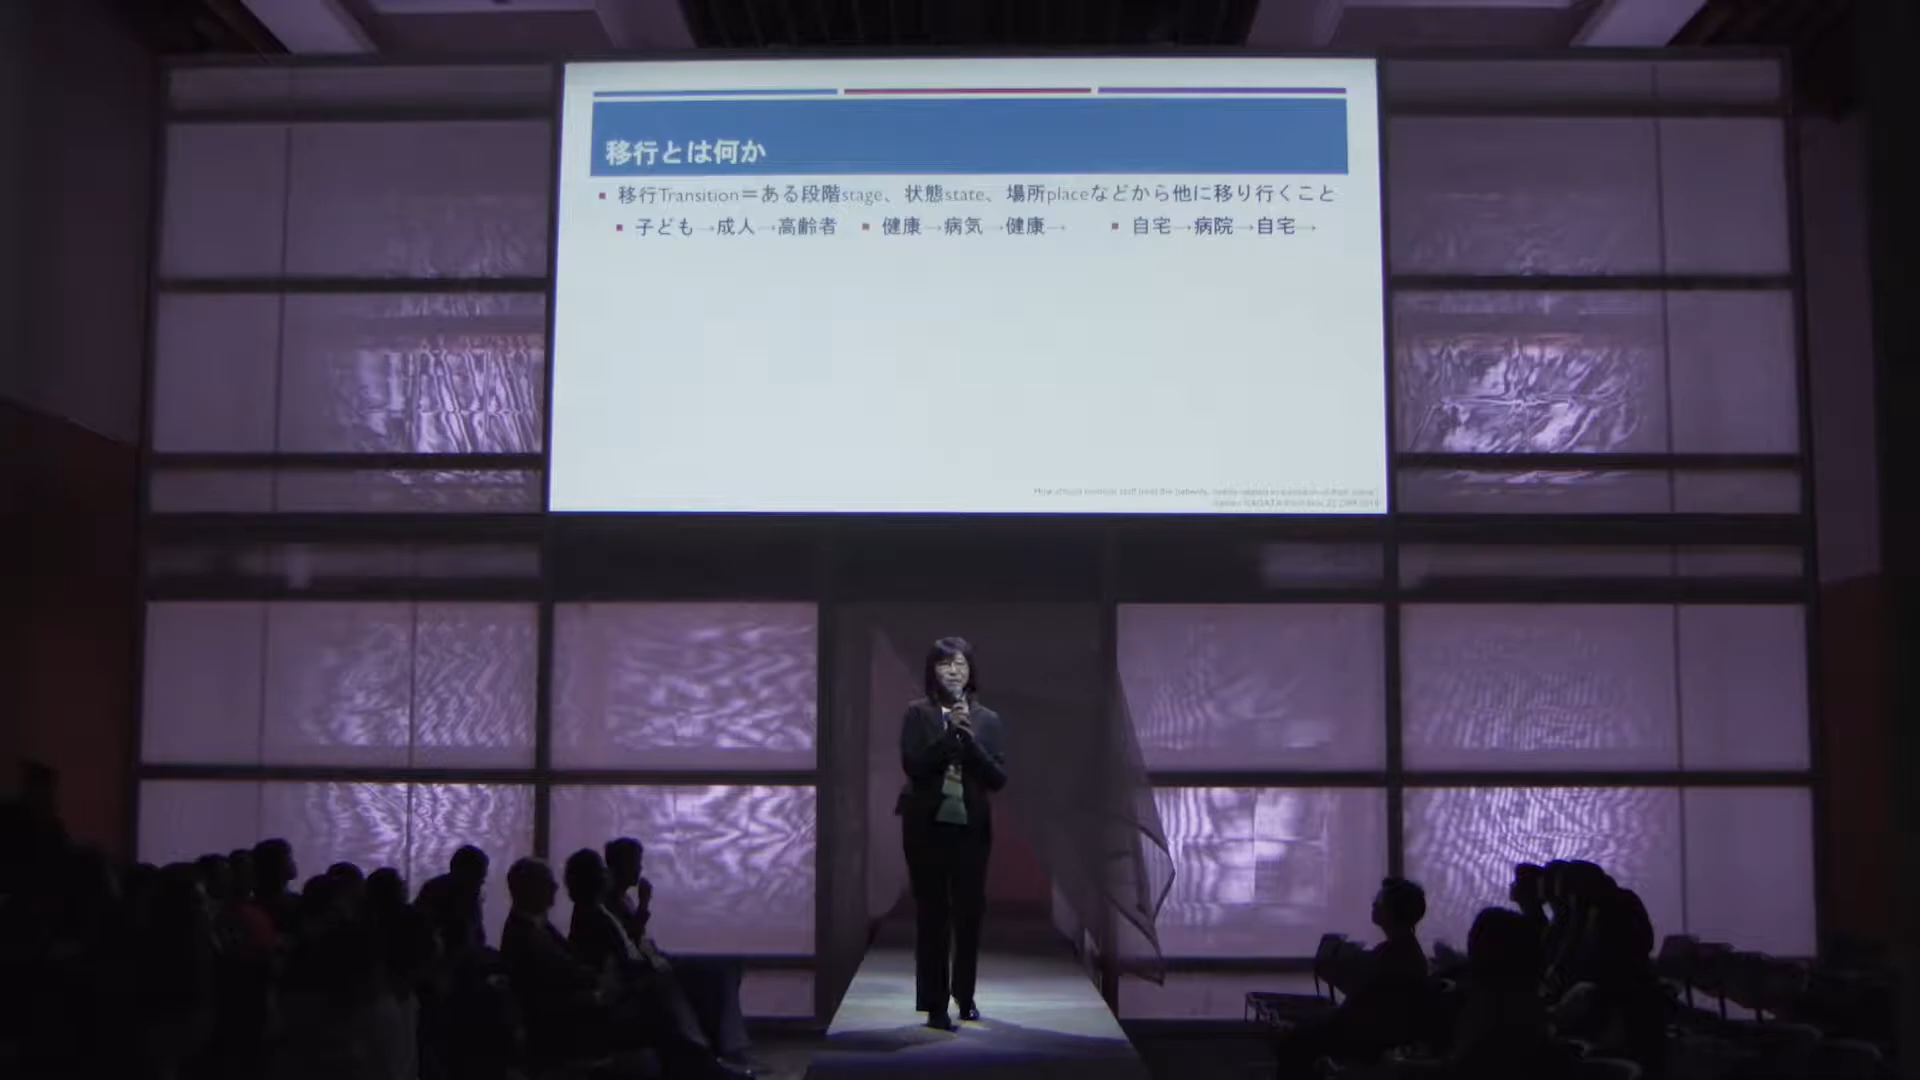 移行とは何か
移行Transition＝ある段階stage、状態state、場所placeなどから他に移り行くこと
子ども→成人→高齢者 健康→病気→健康→ 自宅→病院→自宅→